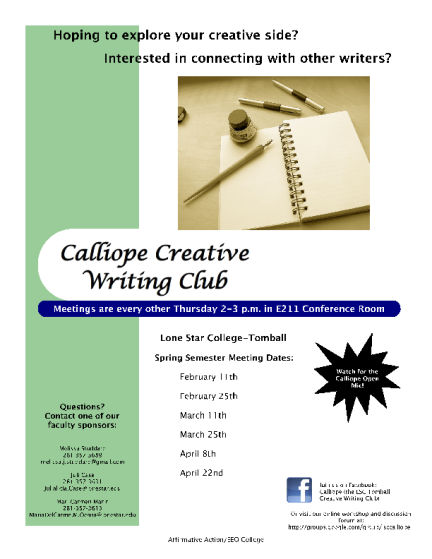 Hoping to explore your creative side?
Interested in connecting with other writers?
Calliope Creative
Writing Club
Meetings are every other Thursday 2-3 p.m. in E211 Conference Room
Lone Star College-Tomball
Spring Semester Meeting Dates:
February 11th
February 25th
March 11th
March 25th
April 8th
April 22nd
Watch for the
Calliope Open
Mic!
Questions?
Contact one of our
faculty sponsors:
Juli Case
Join us on Facebook:
Calliope (the LSC Tomball
Creative Writing Club)
Or visit our online workshop and discussion
forum at:
Affirmative Action/EEO College